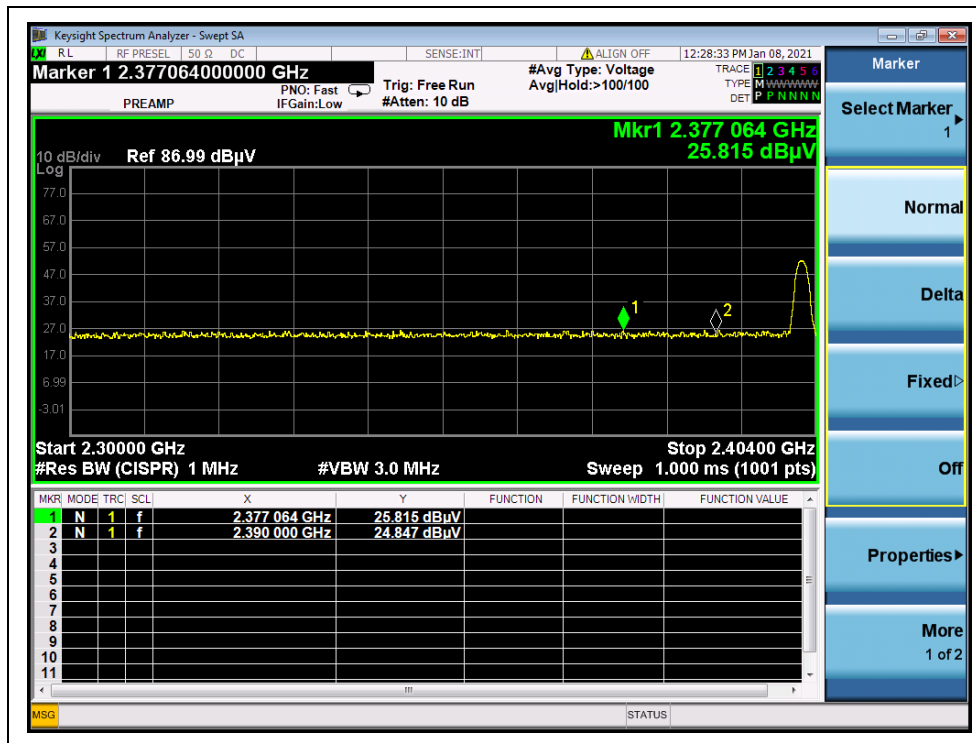 Keysight Spectrum Analyzer - Swept SA
LXI RL RF PRESEL 50 Ω DC SENSE:INT ALIGN OFF 12:28:33 PM Jan 08, 2021
Marker 1 2.377064000000 GHz
PREAMP
PNO: Fast
IFGain:Low
Trig: Free Run
#Atten: 10 dB
#Avg Type: Voltage
Avg|Hold:>100/100
TRACE 1 2 3 4 5 6
TYPE M WWWWW
DET P P N N N N
Mkr1 2.377 064 GHz
25.815 dBµV
10 dB/div Ref 86.99 dBµV
Log
77.0
67.0
57.0
47.0
37.0
27.0
17.0
6.99
-3.01
1
2
Start 2.30000 GHz Stop 2.40400 GHz
#Res BW (CISPR) 1 MHz #VBW 3.0 MHz Sweep 1.000 ms (1001 pts)
MKR MODE TRC SCL X Y FUNCTION FUNCTION WIDTH FUNCTION VALUE
1 N 1 f 2.377 064 GHz 25.815 dBµV
2 N 1 f 2.390 000 GHz 24.847 dBµV
3
4
5
6
7
8
9
10
11
MSG STATUS
Marker
Select Marker
1
Normal
Delta
Fixed
Off
Properties
More
1 of 2